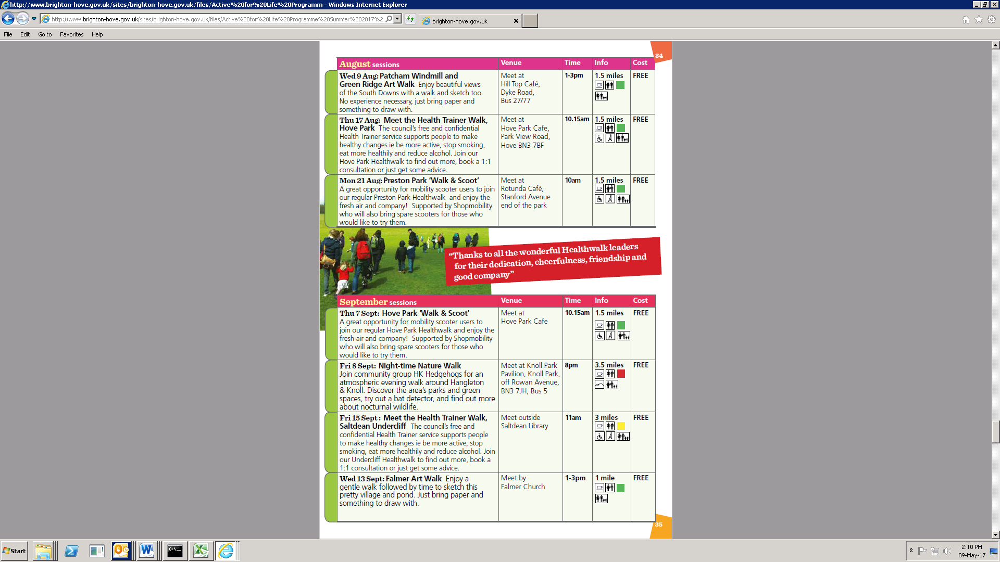 http://www.brighton-hove.gov.uk/sites/brighton-hove.gov.uk/files/Active%20for%20Life%20Programm - Windows Internet Explorer
http://www.brighton-hove.gov.uk/sites/brighton-hove.gov.uk/files/Active%20for%20Life%20Programme%20Summer%202017%2
brighton-hove.gov.uk
File Edit Go to Favorites Help
34
August sessions Venue Time Info Cost
Wed 9 Aug: Patcham Windmill and
Green Ridge Art Walk Enjoy beautiful views
of the South Downs with a walk and sketch too.
No experience necessary, just bring paper and
something to draw with.
Meet at
Hill Top Café,
Dyke Road,
Bus 27/77
1-3pm
1.5 miles
FREE
Thu 17 Aug: Meet the Health Trainer Walk,
Hove Park The council's free and confidential
Health Trainer service supports people to make
healthy changes ie be more active, stop smoking,
eat more healthily and reduce alcohol. Join our
Hove Park Healthwalk to find out more, book a 1:1
consultation or just get some advice.
Meet at
Hove Park Cafe,
Park View Road,
Hove BN3 7BF
10.15am
1.5 miles
FREE
Mon 21 Aug: Preston Park 'Walk & Scoot'
A great opportunity for mobility scooter users to join
our regular Preston Park Healthwalk and enjoy the
fresh air and company! Supported by Shopmobility
who will also bring spare scooters for those who
would like to try them.
Meet at
Rotunda Café,
Stanford Avenue
end of the park
10am
1.5 miles
FREE
"Thanks to all the wonderful Healthwalk leaders
for their dedication, cheerfulness, friendship and
good company"
September sessions Venue Time Info Cost
Thu 7 Sept: Hove Park 'Walk & Scoot'
A great opportunity for mobility scooter users to
join our regular Hove Park Healthwalk and enjoy the
fresh air and company! Supported by Shopmobility
who will also bring spare scooters for those who
would like to try them.
Meet at
Hove Park Cafe
10.15am
1.5 miles
FREE
Fri 8 Sept: Night-time Nature Walk
Join community group HK Hedgehogs for an
atmospheric evening walk around Hangleton
& Knoll. Discover the area's parks and green
spaces, try out a bat detector, and find out more
about nocturnal wildlife.
Meet at Knoll Park
Pavilion, Knoll Park,
off Rowan Avenue,
BN3 7JH, Bus 5
8pm
3.5 miles
FREE
Fri 15 Sept : Meet the Health Trainer Walk,
Saltdean Undercliff The council's free and
confidential Health Trainer service supports people
to make healthy changes ie be more active, stop
smoking, eat more healthily and reduce alcohol. Join
our Undercliff Healthwalk to find out more, book a
1:1 consultation or just get some advice.
Meet outside
Saltdean Library
11am
3 miles
FREE
Wed 13 Sept: Falmer Art Walk Enjoy a
gentle walk followed by time to sketch this
pretty village and pond. Just bring paper and
something to draw with.
Meet by
Falmer Church
1-3pm
1 mile
FREE
35
Start
2:10 PM
09-May-17